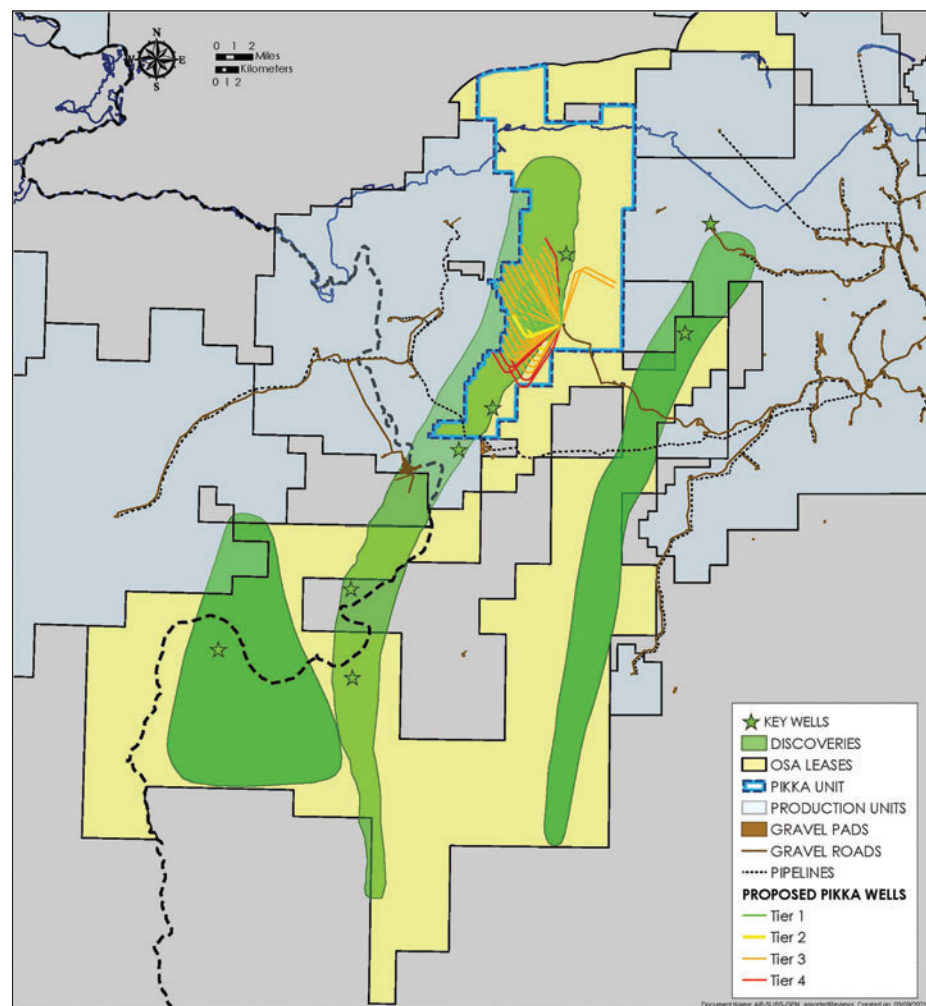 N
W E
S
0 1 2
Miles
Kilometers
0 1 2
KEY WELLS
DISCOVERIES
OSA LEASES
PIKKA UNIT
PRODUCTION UNITS
GRAVEL PADS
GRAVEL ROADS
PIPELINES
PROPOSED PIKKA WELLS
Tier 1
Tier 2
Tier 3
Tier 4